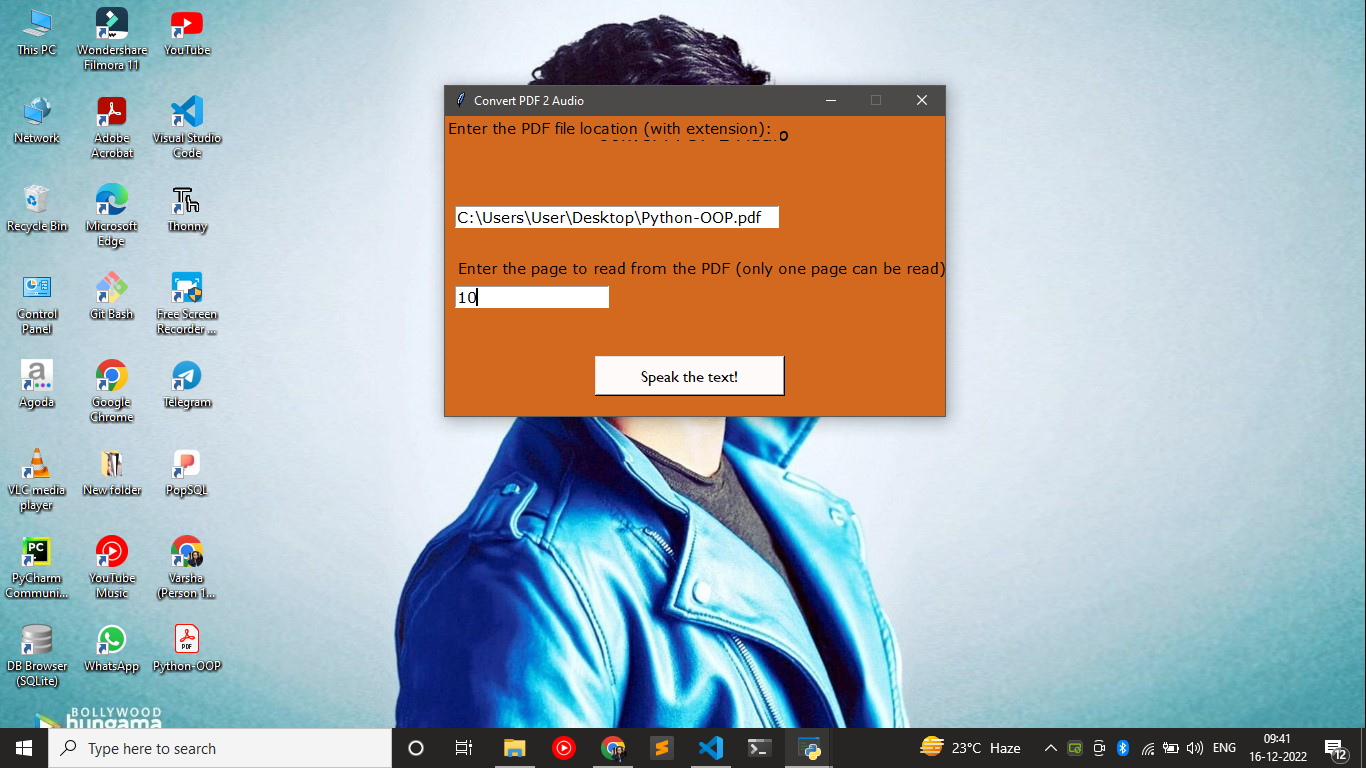 This PC
Wondershare
Filmora 11
YouTube
Network
Adobe
Acrobat
Visual Studio
Code
Recycle Bin
Microsoft
Edge
Thonny
Control
Panel
Git Bash
Free Screen
Recorder ...
Agoda
Google
Chrome
Telegram
VLC media
player
New folder
PopSQL
PyCharm
Communi...
YouTube
Music
Varsha
(Person 1...
DB Browser
(SQLite)
WhatsApp
Python-OOP
BOLLYWOOD
hungama
Convert PDF 2 Audio
Enter the PDF file location (with extension):
C:\Users\User\Desktop\Python-OOP.pdf
Enter the page to read from the PDF (only one page can be read)
10
Speak the text!
Type here to search
23°C Haze
ENG
09:41
16-12-2022
12